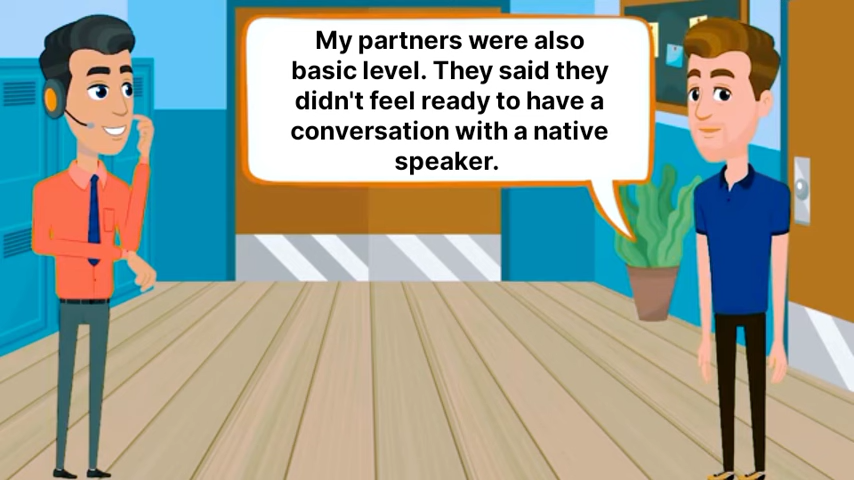 My partners were also
basic level. They said they
didn't feel ready to have a
conversation with a native
speaker.